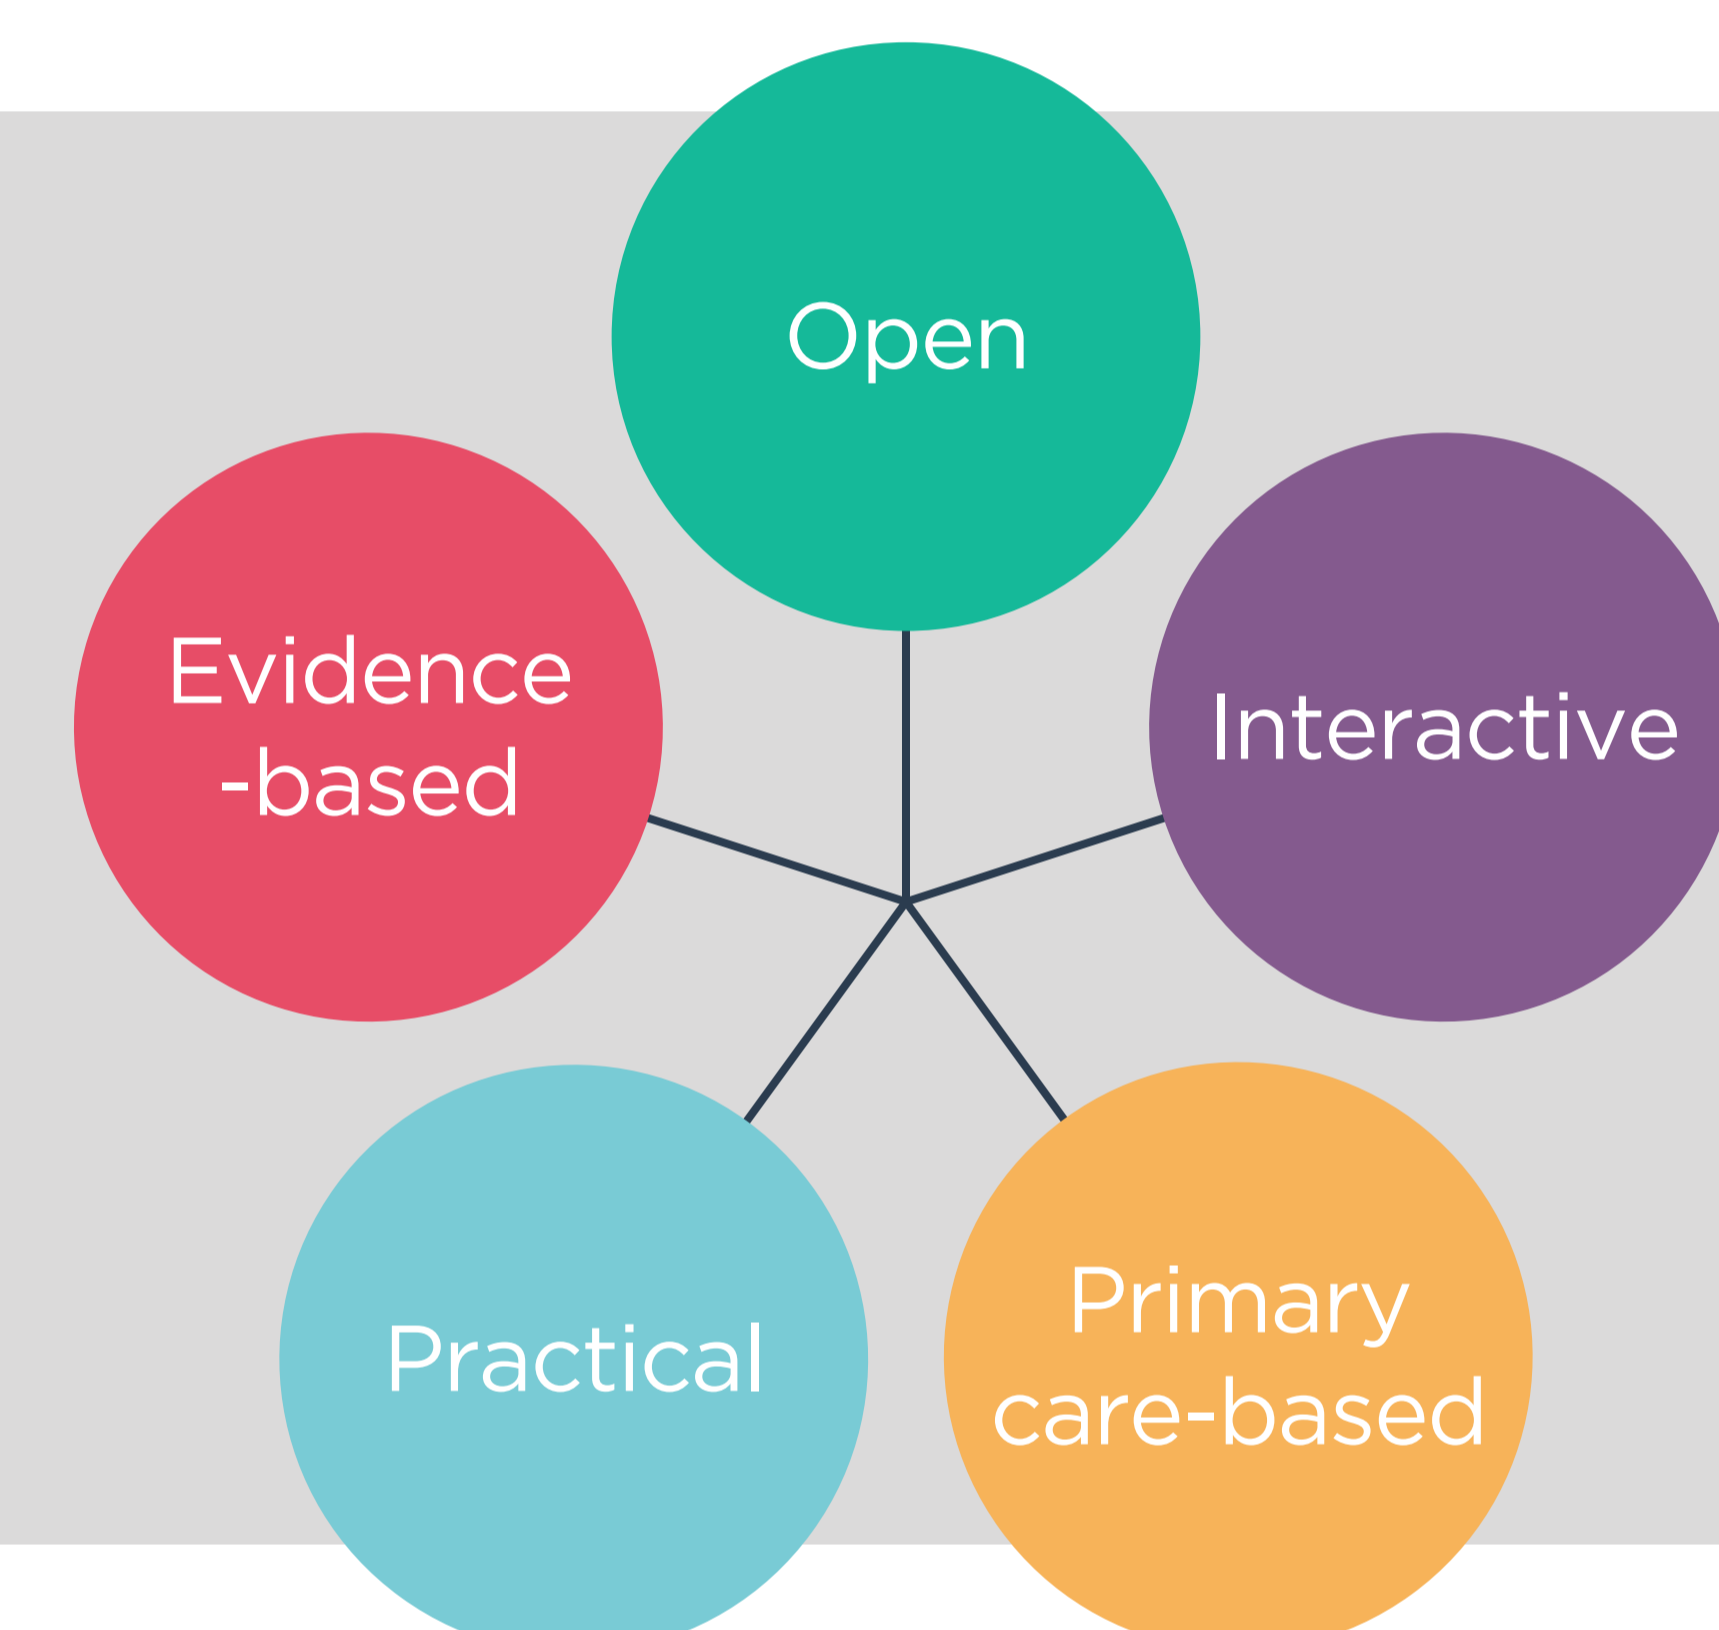 Open
Evidence
-based
Interactive
Practical
Primary
care-based